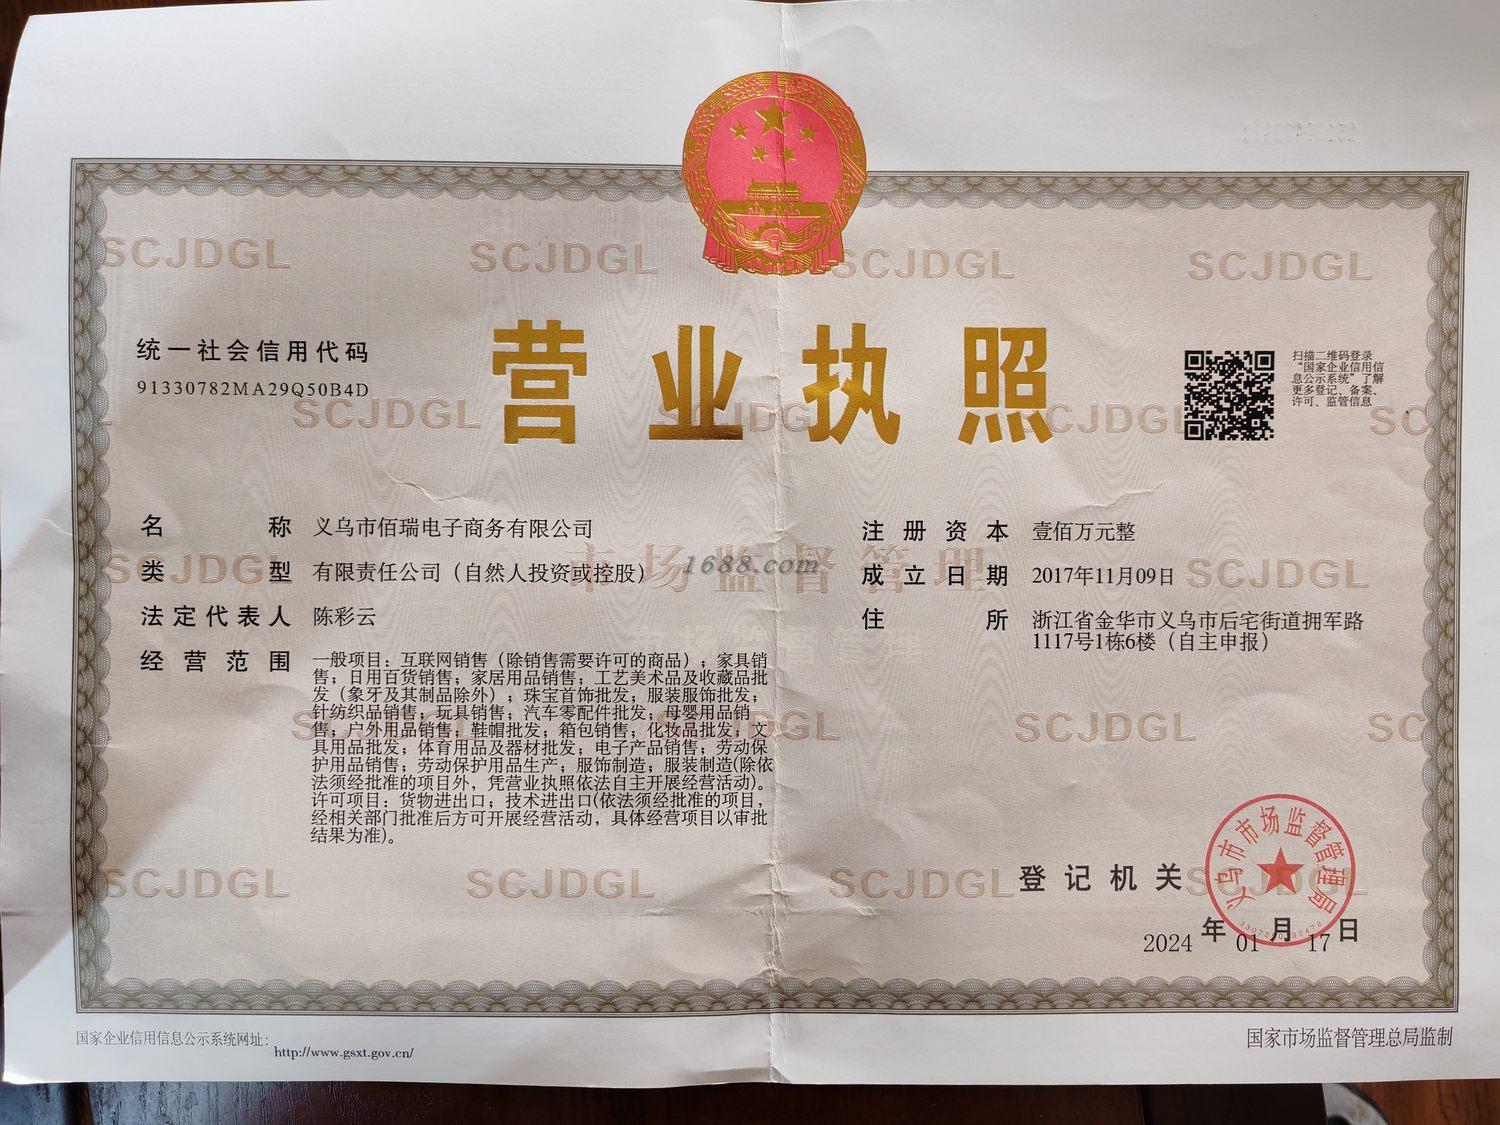 营业执照
统一社会信用代码
91330782MA29Q50B4D
扫描二维码登录
“国家企业信用信
息公示系统”了解
更多登记、备案、
许可、监管信息
名称 义乌市佰瑞电子商务有限公司
类型 有限责任公司（自然人投资或控股）
法定代表人 陈彩云
经营范围 一般项目：互联网销售（除销售需要许可的商品）；家具销
售；日用百货销售；家居用品销售；工艺美术品及收藏品批
发（象牙及其制品除外）；珠宝首饰批发；服装服饰批发；
针纺织品销售；玩具销售；汽车零配件批发；母婴用品销
售；户外用品销售；鞋帽批发；箱包销售；化妆品批发；文
具用品批发；体育用品及器材批发；电子产品销售；劳动保
护用品销售；劳动保护用品生产；服饰制造；服装制造(除依
法须经批准的项目外，凭营业执照依法自主开展经营活动)。
许可项目：货物进出口；技术进出口(依法须经批准的项目，
经相关部门批准后方可开展经营活动，具体经营项目以审批
结果为准)。
注册资本 壹佰万元整
成立日期 2017年11月09日
住所 浙江省金华市义乌市后宅街道拥军路
1117号1栋6楼（自主申报）
登记机关
义乌市市场监督管理局
2024年01月17日
国家企业信用信息公示系统网址：
http://www.gsxt.gov.cn/
国家市场监督管理总局监制
SCJDGL
SCJDGL
SCJDGL
SCJDGL
SCJDGL
SCJDGL
SCJDGL
SCJDGL
SCJDGL
SCJDGL
SCJDGL
SCJDGL
SCJDGL
市场监督管理
1688.com